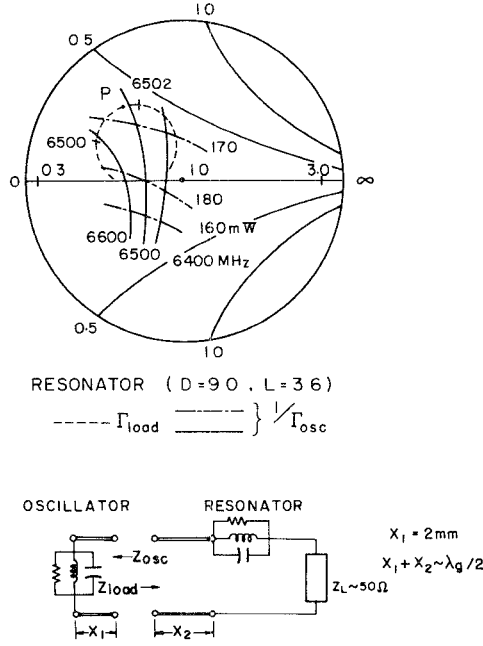 1.0
0.5
6502
P
6500
170
0
0.3
1.0
3.0
∞
180
160mW
6600
6500
6400 MHz
0.5
1.0
RESONATOR (D=9.0, L=3.6)
------ Γload —-—-— } 1/Γosc
OSCILLATOR
RESONATOR
Zosc
Zload
X1 = 2mm
X1 + X2 ~ λg/2
ZL~50Ω
X1
X2